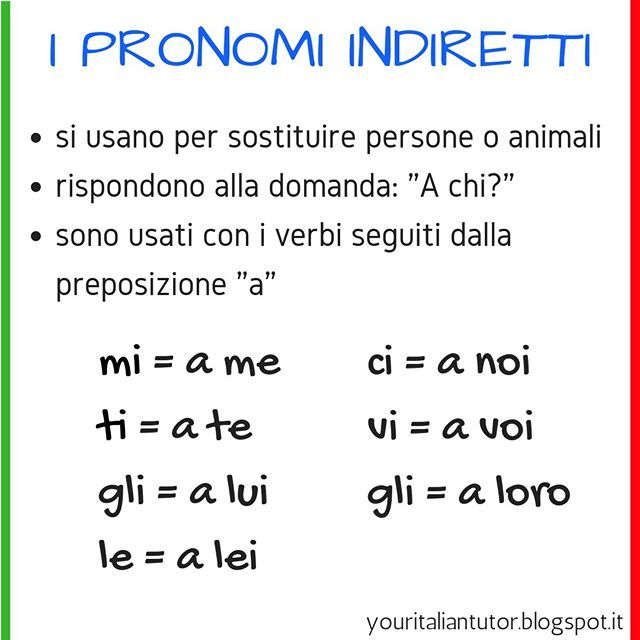 I PRONOMI INDIRETTI
• si usano per sostituire persone o animali
• rispondono alla domanda: ”A chi?”
• sono usati con i verbi seguiti dalla
preposizione ”a”
mi = a me
ti = a te
gli = a lui
le = a lei
ci = a noi
vi = a voi
gli = a loro
youritaliantutor.blogspot.it